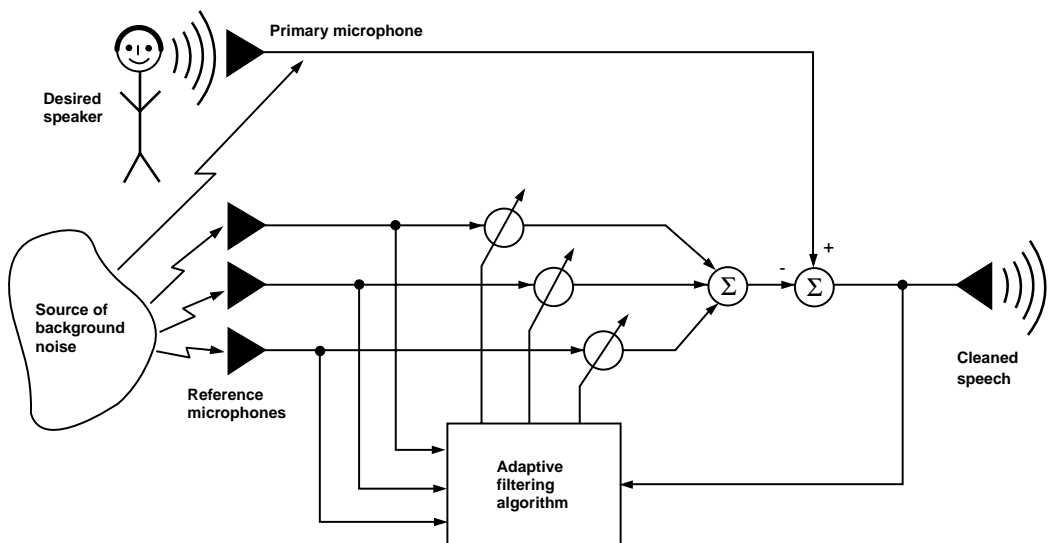 Primary microphone
Desired
speaker
+
-
Σ
Σ
Source of
background
noise
Reference
microphones
Cleaned
speech
Adaptive
filtering
algorithm